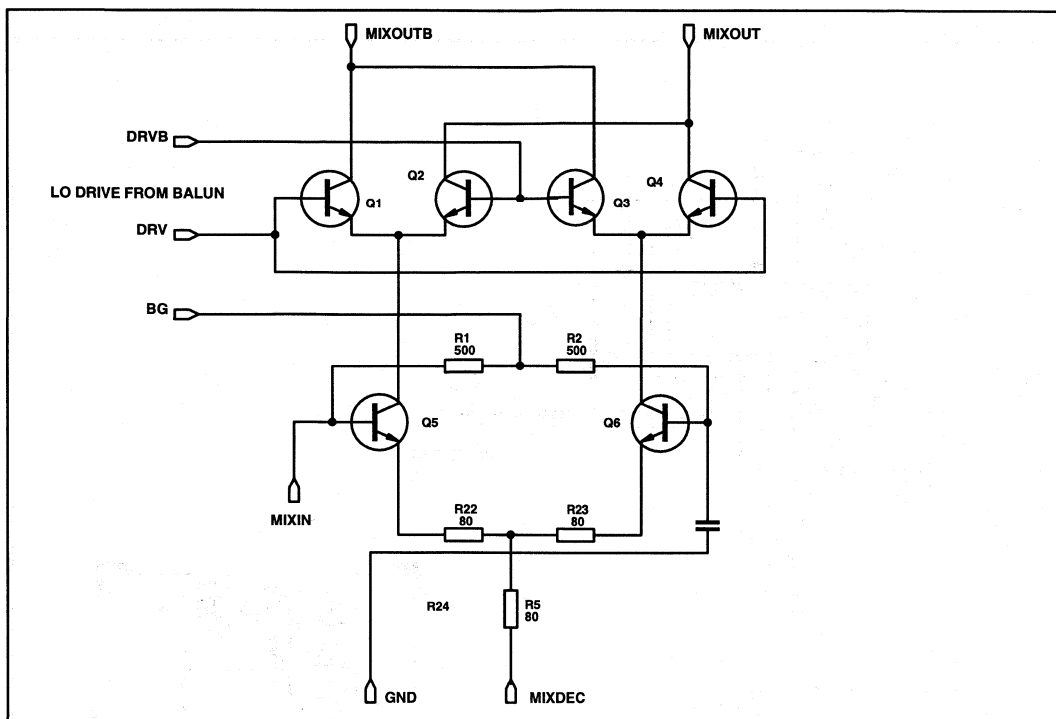 MIXOUTB
MIXOUT
DRVB
Q2
Q4
LO DRIVE FROM BALUN
Q1
Q3
DRV
BG
R1
500
R2
500
Q5
Q6
MIXIN
R22
80
R23
80
R24
R5
80
GND
MIXDEC